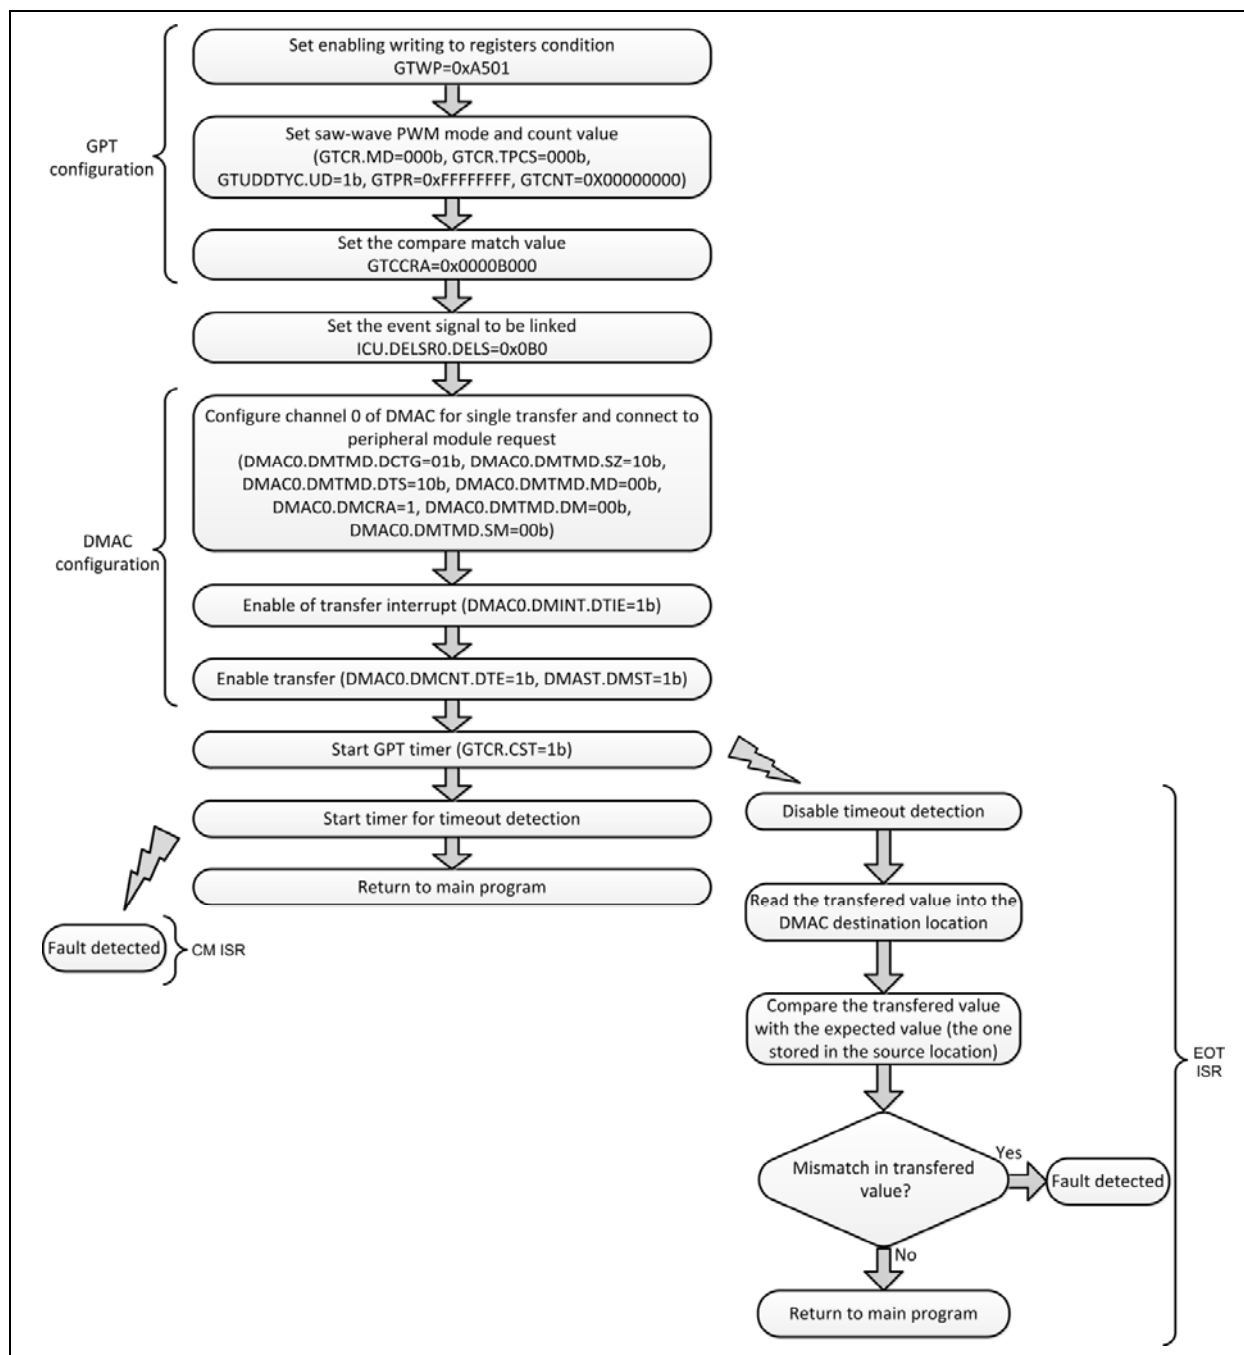 Set enabling writing to registers condition
GTWP=0xA501
GPT
configuration
Set saw-wave PWM mode and count value
(GTCR.MD=000b, GTCR.TPCS=000b,
GTUDDTYC.UD=1b, GTPR=0xFFFFFFFF, GTCNT=0X00000000)
Set the compare match value
GTCCRA=0x0000B000
Set the event signal to be linked
ICU.DELSR0.DELS=0x0B0
DMAC
configuration
Configure channel 0 of DMAC for single transfer and connect to
peripheral module request
(DMAC0.DMTMD.DCTG=01b, DMAC0.DMTMD.SZ=10b,
DMAC0.DMTMD.DTS=10b, DMAC0.DMTMD.MD=00b,
DMAC0.DMCRA=1, DMAC0.DMTMD.DM=00b,
DMAC0.DMTMD.SM=00b)
Enable of transfer interrupt (DMAC0.DMINT.DTIE=1b)
Enable transfer (DMAC0.DMCNT.DTE=1b, DMAST.DMST=1b)
Start GPT timer (GTCR.CST=1b)
Start timer for timeout detection
Return to main program
Fault detected
CM ISR
Disable timeout detection
Read the transfered value into the
DMAC destination location
Compare the transfered value
with the expected value (the one
stored in the source location)
EOT
ISR
Mismatch in transfered
value?
Yes
Fault detected
No
Return to main program